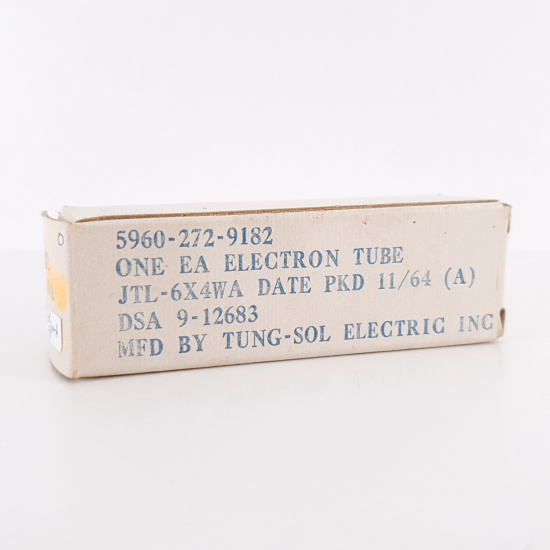 5960-272-9182
ONE EA ELECTRON TUBE
JTL-6X4WA DATE PKD 11/64 (A)
DSA 9-12683
MFD BY TUNG-SOL ELECTRIC INC